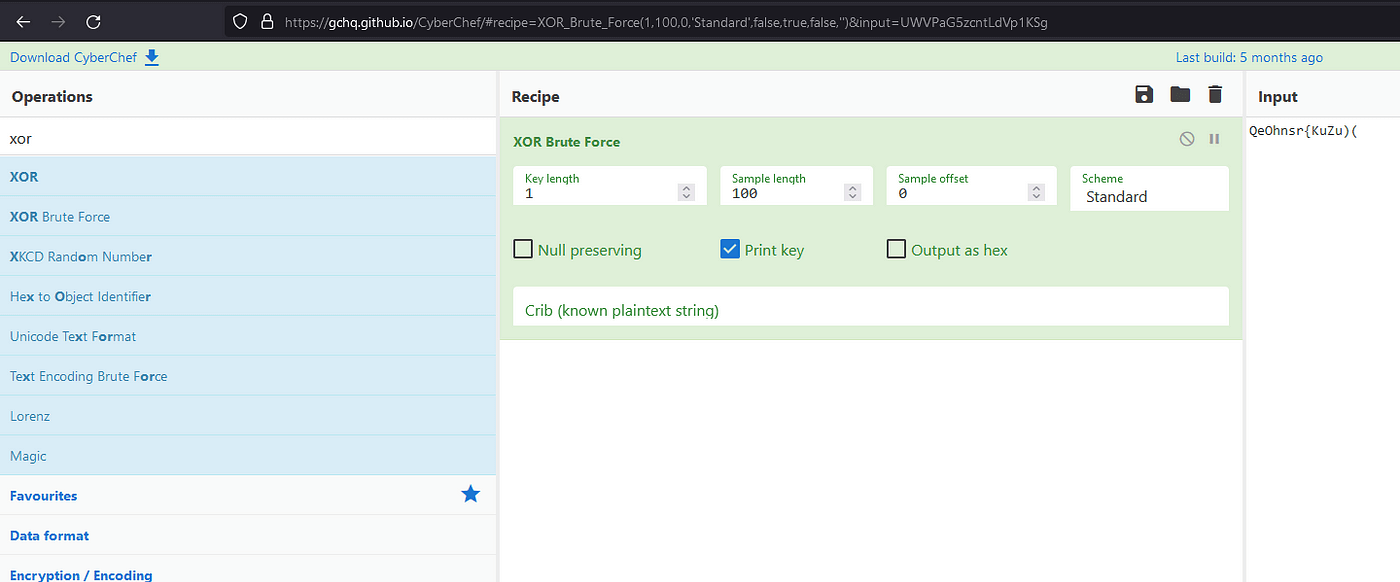 https://gchq.github.io/CyberChef/#recipe=XOR_Brute_Force(1,100,0,'Standard',false,true,false,'')&input=UWVPaG5zcntLdVp1KSg
Download CyberChef
Last build: 5 months ago
Operations
Recipe
Input
xor
QeOhnsr{KuZu)(
XOR Brute Force
Key length
1
Sample length
100
Sample offset
0
Scheme
Standard
Null preserving
Print key
Output as hex
Crib (known plaintext string)
XOR
XOR Brute Force
XKCD Random Number
Hex to Object Identifier
Unicode Text Format
Text Encoding Brute Force
Lorenz
Magic
Favourites
Data format
Encryption / Encoding